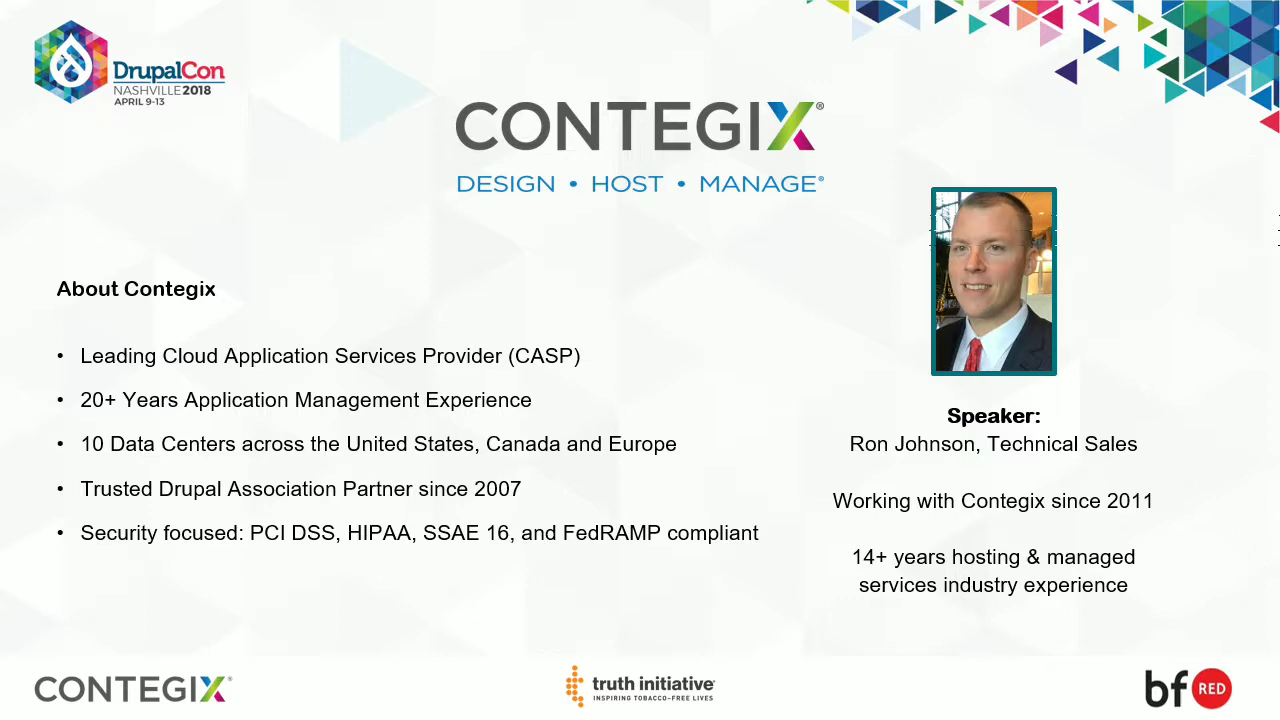 DrupalCon
NASHVILLE 2018
APRIL 9-13
CONTEGIX®
DESIGN • HOST • MANAGE®
About Contegix
• Leading Cloud Application Services Provider (CASP)
• 20+ Years Application Management Experience
• 10 Data Centers across the United States, Canada and Europe
• Trusted Drupal Association Partner since 2007
• Security focused: PCI DSS, HIPAA, SSAE 16, and FedRAMP compliant
Speaker:
Ron Johnson, Technical Sales
Working with Contegix since 2011
14+ years hosting & managed
services industry experience
CONTEGIX®
truth initiative®
INSPIRING TOBACCO-FREE LIVES
bf RED